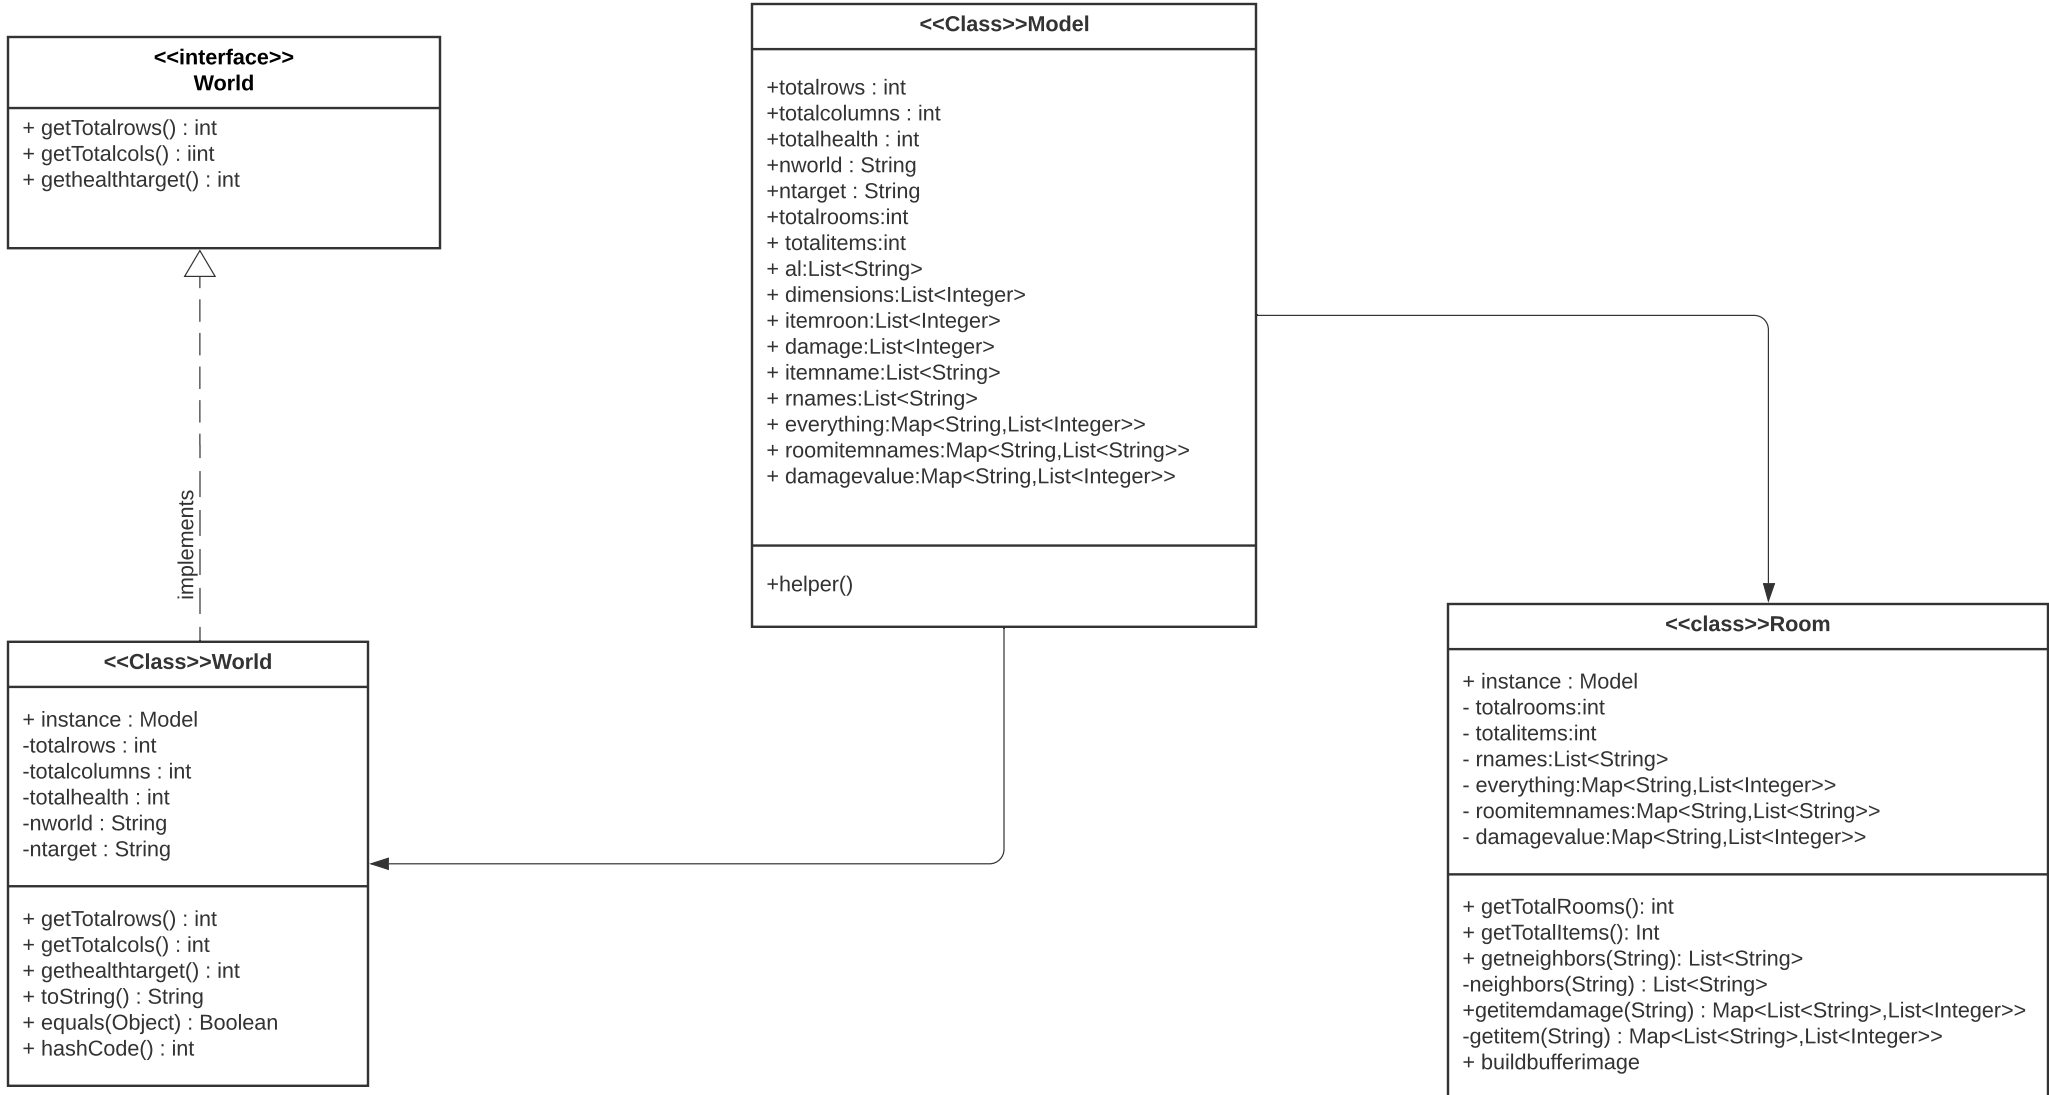 <<interface>>
World
+ getTotalrows() : int
+ getTotalcols() : iint
+ gethealthtarget() : int
<<Class>>Model
+totalrows : int
+totalcolumns : int
+totalhealth : int
+nworld : String
+ntarget : String
+totalrooms:int
+ totalitems:int
+ al:List<String>
+ dimensions:List<Integer>
+ itemroon:List<Integer>
+ damage:List<Integer>
+ itemname:List<String>
+ rnames:List<String>
+ everything:Map<String,List<Integer>>
+ roomitemnames:Map<String,List<String>>
+ damagevalue:Map<String,List<Integer>>
+helper()
implements
<<Class>>World
+ instance : Model
-totalrows : int
-totalcolumns : int
-totalhealth : int
-nworld : String
-ntarget : String
+ getTotalrows() : int
+ getTotalcols() : int
+ gethealthtarget() : int
+ toString() : String
+ equals(Object) : Boolean
+ hashCode() : int
<<class>>Room
+ instance : Model
- totalrooms:int
- totalitems:int
- rnames:List<String>
- everything:Map<String,List<Integer>>
- roomitemnames:Map<String,List<String>>
- damagevalue:Map<String,List<Integer>>
+ getTotalRooms(): int
+ getTotalItems(): Int
+ getneighbors(String): List<String>
-neighbors(String) : List<String>
+getitemdamage(String) : Map<List<String>,List<Integer>>
-getitem(String) : Map<List<String>,List<Integer>>
+ buildbufferimage